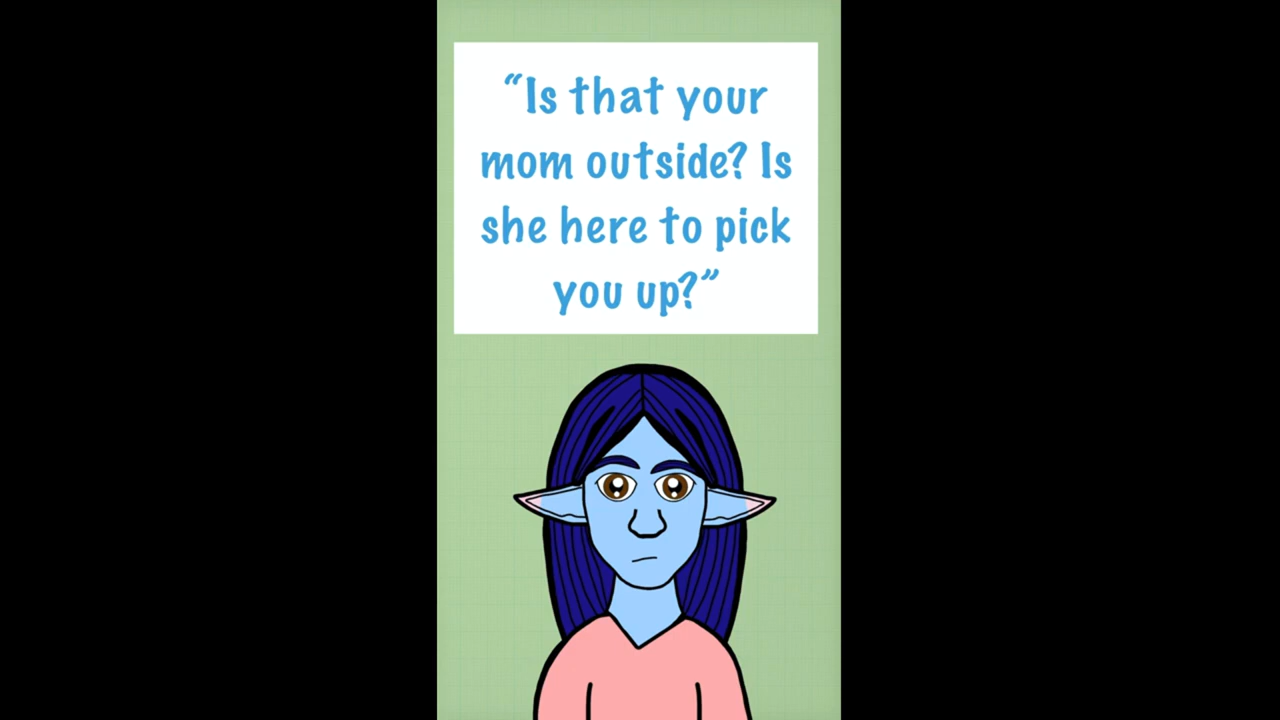 “Is that your
mom outside? Is
she here to pick
you up?”